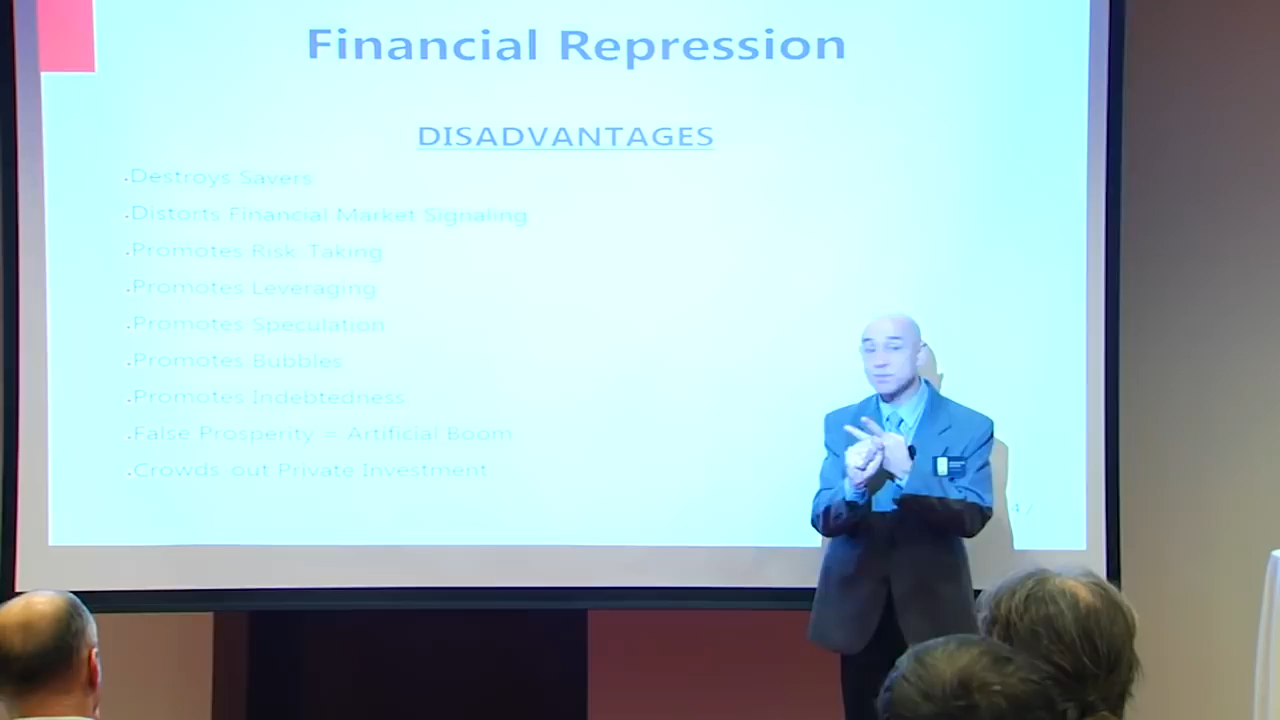 Financial Repression
DISADVANTAGES
.Destroys Savers
.Distorts Financial Market Signaling
.Promotes Risk Taking
.Promotes Leveraging
.Promotes Speculation
.Promotes Bubbles
.Promotes Indebtedness
.False Prosperity = Artificial Boom
.Crowds out Private Investment
47